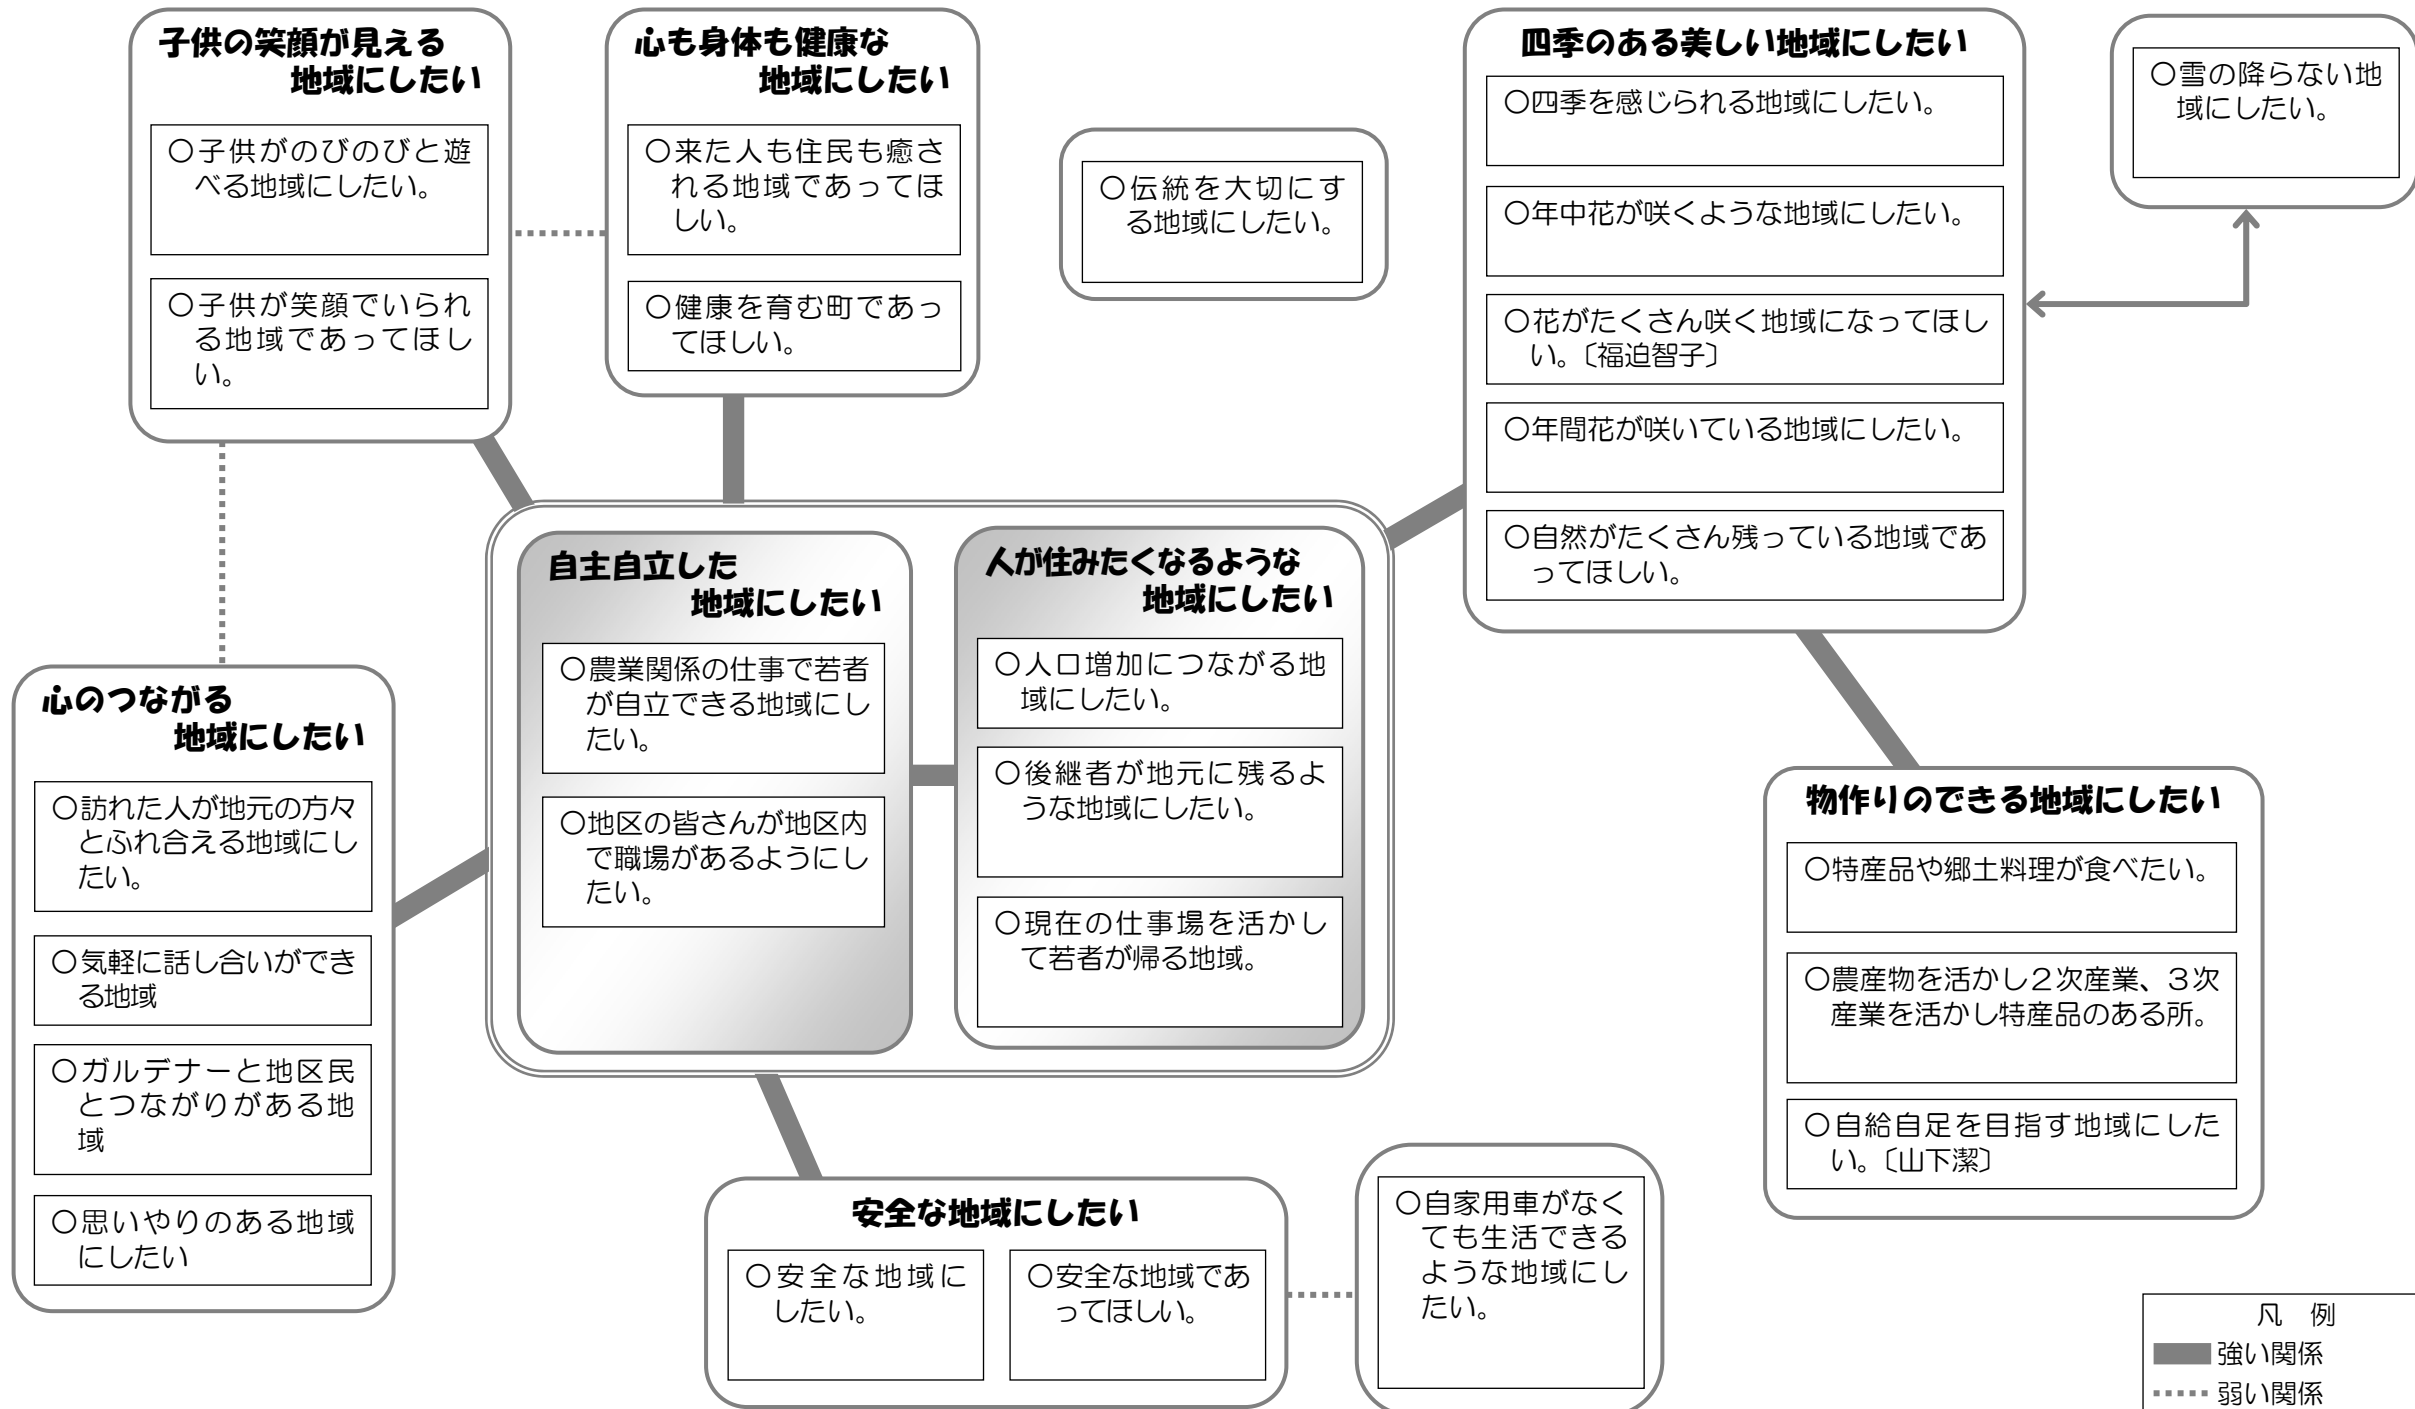 子供の笑顔が見える
地域にしたい
〇子供がのびのびと遊
べる地域にしたい。
〇子供が笑顔でいられ
る地域であってほし
い。
心も身体も健康な
地域にしたい
〇来た人も住民も癒さ
れる地域であってほ
しい。
〇健康を育む町であっ
てほしい。
〇伝統を大切にす
る地域にしたい。
四季のある美しい地域にしたい
〇四季を感じられる地域にしたい。
〇年中花が咲くような地域にしたい。
〇花がたくさん咲く地域になってほし
い。〔福迫智子〕
〇年間花が咲いている地域にしたい。
〇自然がたくさん残っている地域であ
ってほしい。
〇雪の降らない地
域にしたい。
自主自立した
地域にしたい
〇農業関係の仕事で若者
が自立できる地域にし
たい。
〇地区の皆さんが地区内
で職場があるようにし
たい。
人が住みたくなるような
地域にしたい
〇人口増加につながる地
域にしたい。
〇後継者が地元に残るよ
うな地域にしたい。
〇現在の仕事場を活かし
て若者が帰る地域。
心のつながる
地域にしたい
〇訪れた人が地元の方々
とふれ合える地域にし
たい。
〇気軽に話し合いができ
る地域
〇ガルデナーと地区民
とつながりがある地
域
〇思いやりのある地域
にしたい
物作りのできる地域にしたい
〇特産品や郷土料理が食べたい。
〇農産物を活かし２次産業、３次
産業を活かし特産品のある所。
〇自給自足を目指す地域にした
い。〔山下潔〕
安全な地域にしたい
〇安全な地域に
したい。
〇安全な地域であ
ってほしい。
〇自家用車がなく
ても生活できる
ような地域にし
たい。
凡　例
強い関係
弱い関係